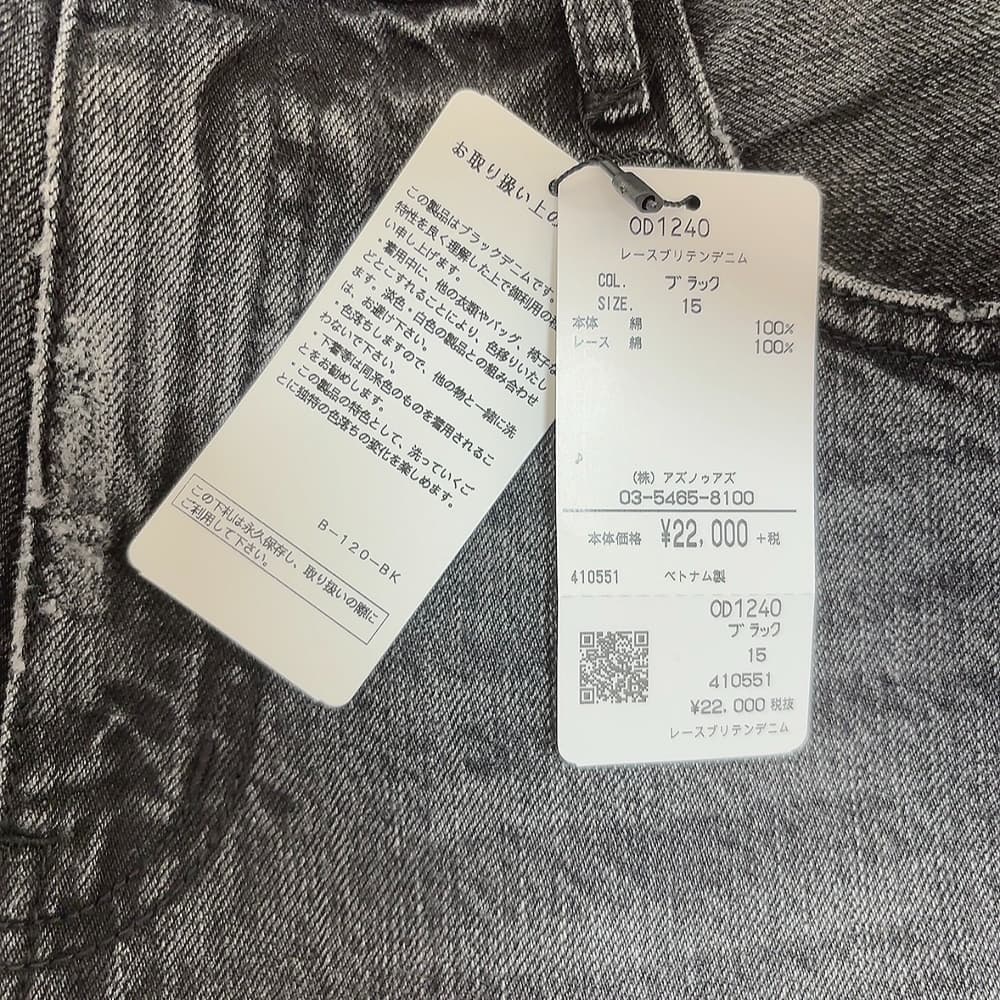 お取り扱い上の
この製品はブラックデニムです。
特性を良く理解した上で御利用の
い申し上げます。
・着用中に、他の衣類やバッグ、椅子な
どとこすれることにより、色移りいたし
ます。淡色・白色の製品との組み合わせ
は、お避け下さい。
・色落ちしますので、他の物と一緒に洗
わないで下さい。
・下着等は同系色のものを着用されるこ
とをお勧めします。
・この製品の特色として、洗っていくご
とに独特の色落ちの変化を楽しめます。
B-120-BK
この下札は永久保存し、取り扱いの際に
ご利用して下さい。
OD1240
レースブリテンデニム
COL. ブラック
SIZE. 15
本体 綿 100%
レース 綿 100%
(株) アズノゥアズ
03-5465-8100
本体価格 ¥22,000 +税
410551 ベトナム製
OD1240
ブラック
15
410551
¥22,000 税抜
レースブリテンデニム